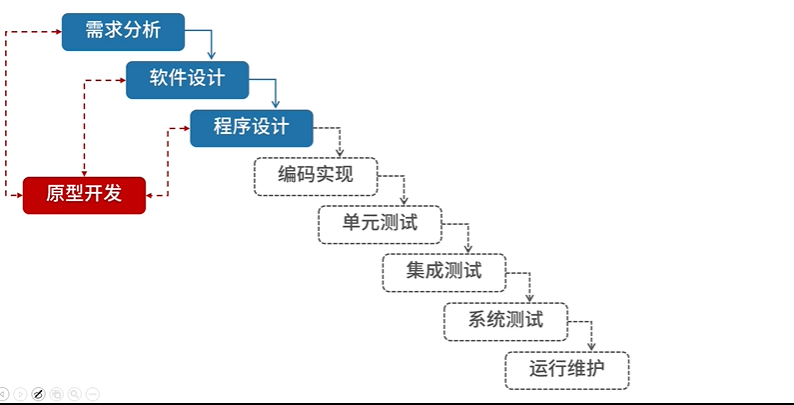 需求分析
软件设计
程序设计
编码实现
原型开发
单元测试
集成测试
系统测试
运行维护